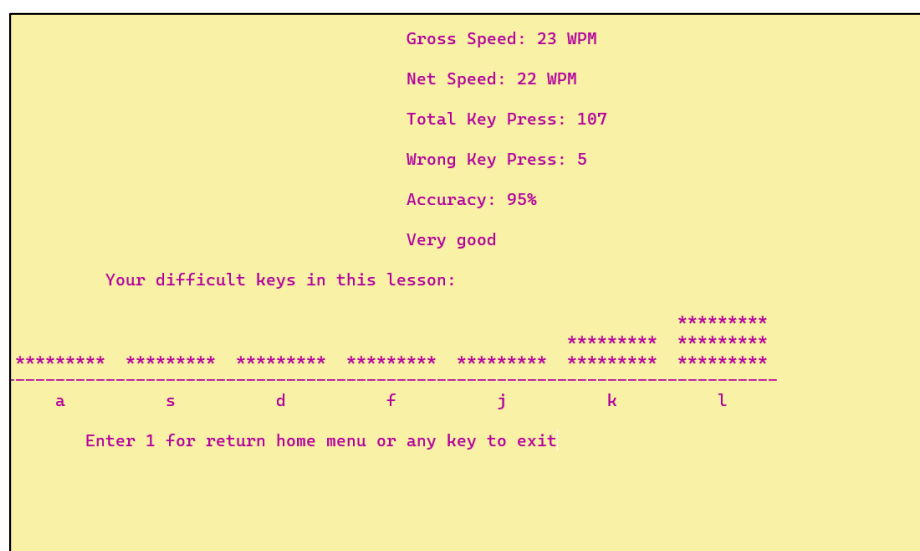 Gross Speed: 23 WPM
Net Speed: 22 WPM
Total Key Press: 107
Wrong Key Press: 5
Accuracy: 95%
Very good
Your difficult keys in this lesson:
*********
********* *********
********* ********* ********* ********* ********* ********* *********
-----------------------------------------------------------------------------
a s d f j k l
Enter 1 for return home menu or any key to exit